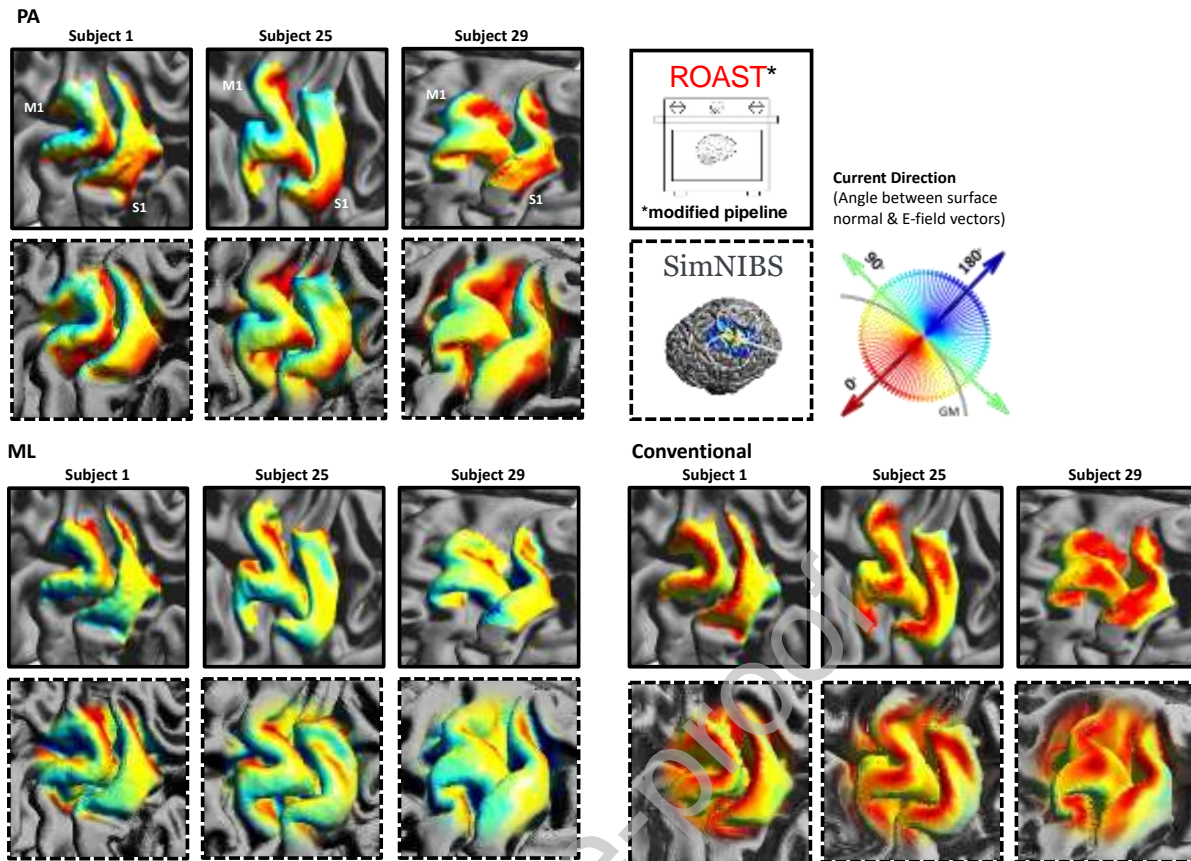 PA
Subject 1
Subject 25
Subject 29
M1
S1
M1
S1
M1
S1
ROAST*
*modified pipeline
SimNIBS
Current Direction
(Angle between surface
normal & E-field vectors)
90°
180°
0°
GM
ML
Subject 1
Subject 25
Subject 29
Conventional
Subject 1
Subject 25
Subject 29
e-proof